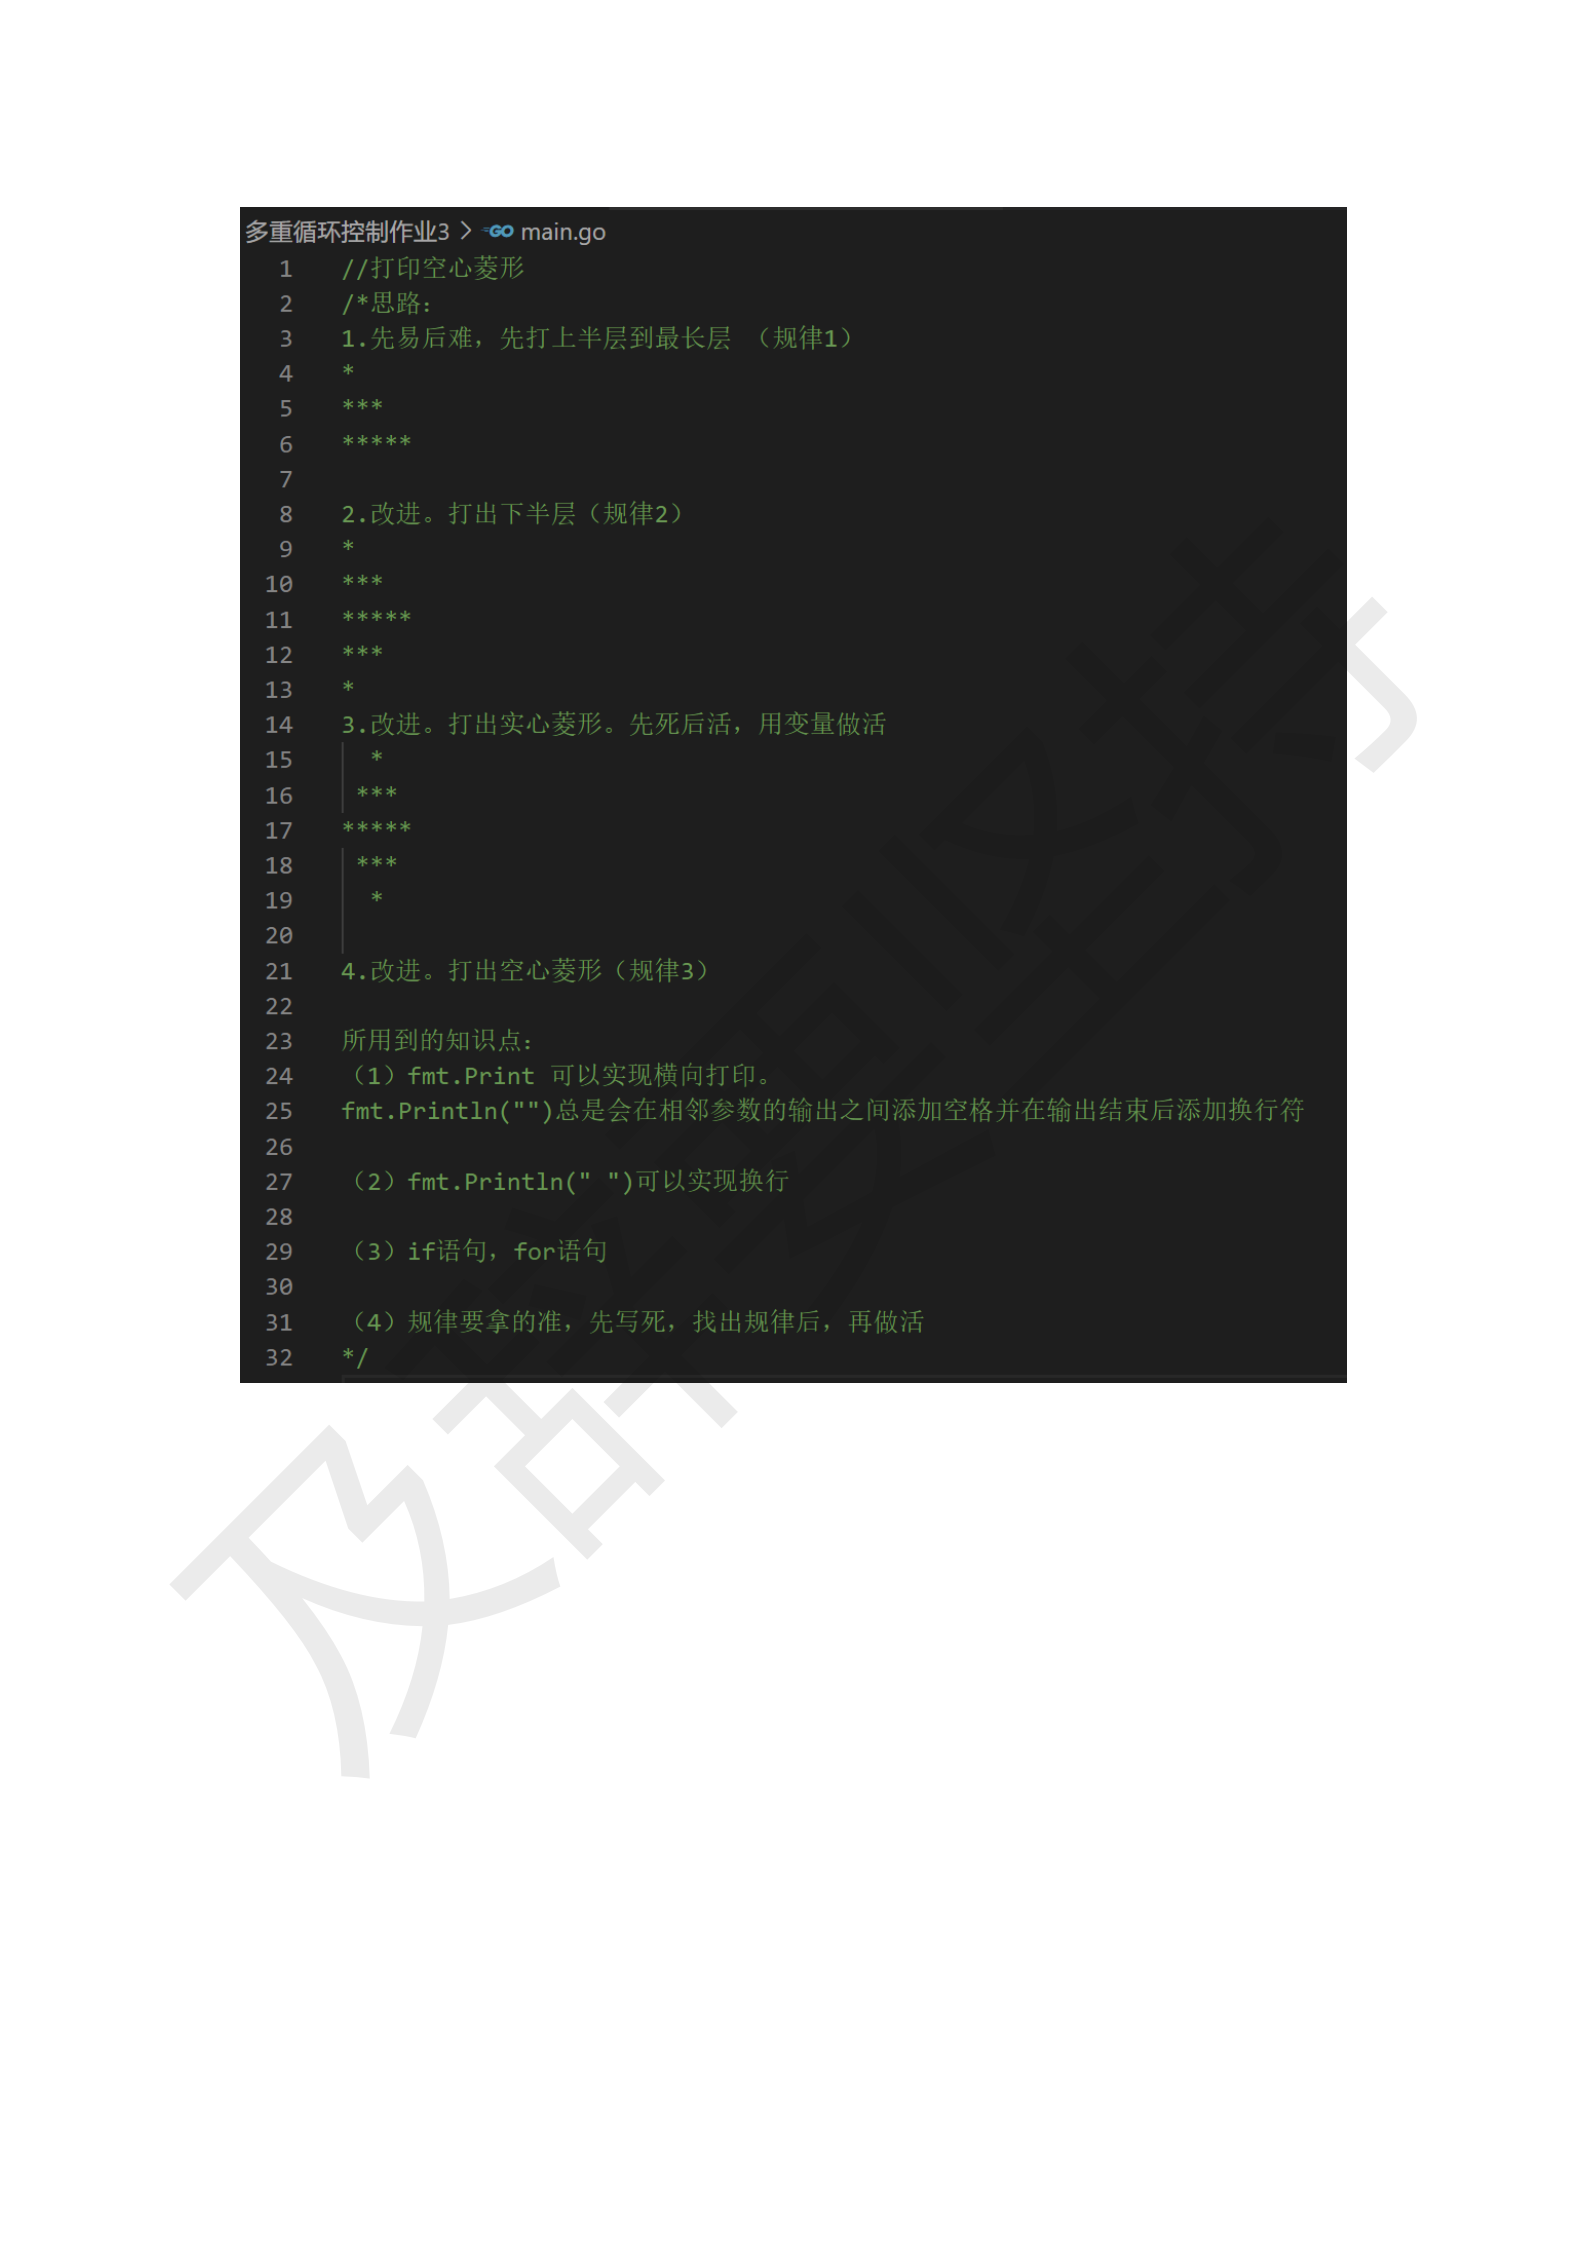 多重循环控制作业3 > GO main.go
1 //打印空心菱形
2 /*思路：
3 1.先易后难，先打上半层到最长层 （规律1）
4 *
5 ***
6 *****
7
8 2.改进。打出下半层（规律2）
9 *
10 ***
11 *****
12 ***
13 *
14 3.改进。打出实心菱形。先死后活，用变量做活
15   *
16  ***
17 *****
18  ***
19   *
20
21 4.改进。打出空心菱形（规律3）
22
23 所用到的知识点：
24 （1）fmt.Print 可以实现横向打印。
25 fmt.Println("")总是会在相邻参数的输出之间添加空格并在输出结束后添加换行符
26
27 （2）fmt.Println(" ")可以实现换行
28
29 （3）if语句，for语句
30
31 （4）规律要拿的准，先写死，找出规律后，再做活
32 */